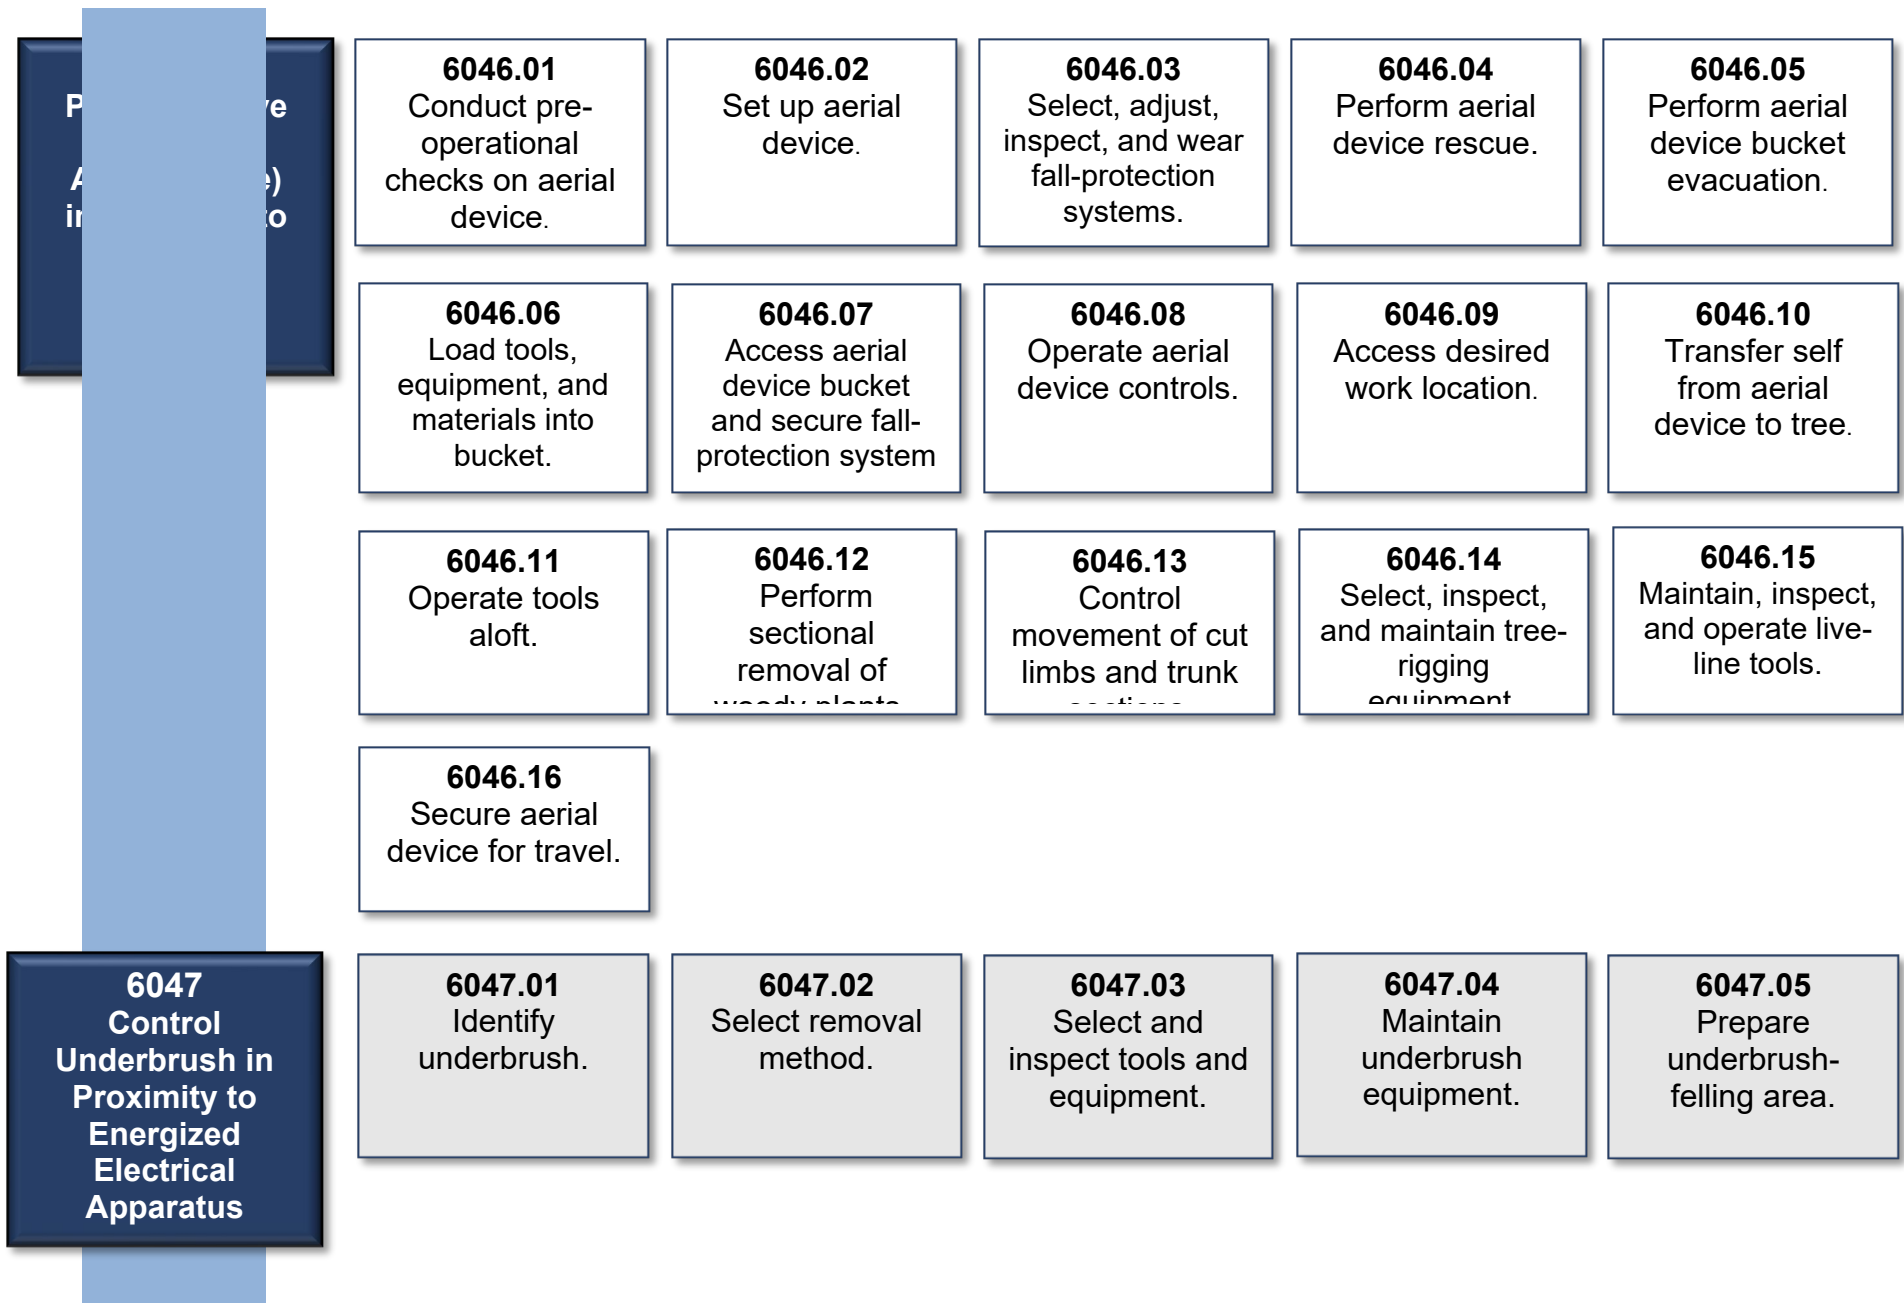 6046.01
Conduct pre-
operational
checks on aerial
device.
6046.02
Set up aerial
device.
6046.03
Select, adjust,
inspect, and wear
fall-protection
systems.
6046.04
Perform aerial
device rescue.
6046.05
Perform aerial
device bucket
evacuation.
6046.06
Load tools,
equipment, and
materials into
bucket.
6046.07
Access aerial
device bucket
and secure fall-
protection system
6046.08
Operate aerial
device controls.
6046.09
Access desired
work location.
6046.10
Transfer self
from aerial
device to tree.
6046.11
Operate tools
aloft.
6046.12
Perform
sectional
removal of
woody plants
6046.13
Control
movement of cut
limbs and trunk
sections
6046.14
Select, inspect,
and maintain tree-
rigging
equipment
6046.15
Maintain, inspect,
and operate live-
line tools.
6046.16
Secure aerial
device for travel.
6047
Control
Underbrush in
Proximity to
Energized
Electrical
Apparatus
6047.01
Identify
underbrush.
6047.02
Select removal
method.
6047.03
Select and
inspect tools and
equipment.
6047.04
Maintain
underbrush
equipment.
6047.05
Prepare
underbrush-
felling area.